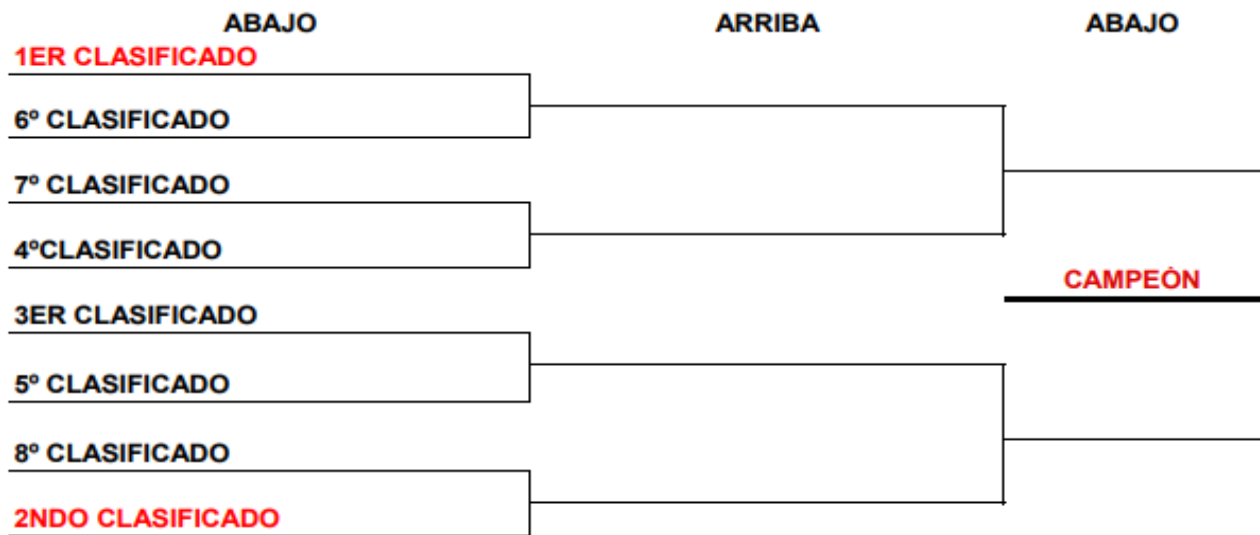 ABAJO ARRIBA ABAJO
1ER CLASIFICADO
6º CLASIFICADO
7º CLASIFICADO
4ºCLASIFICADO
CAMPEÓN
3ER CLASIFICADO
5º CLASIFICADO
8º CLASIFICADO
2NDO CLASIFICADO